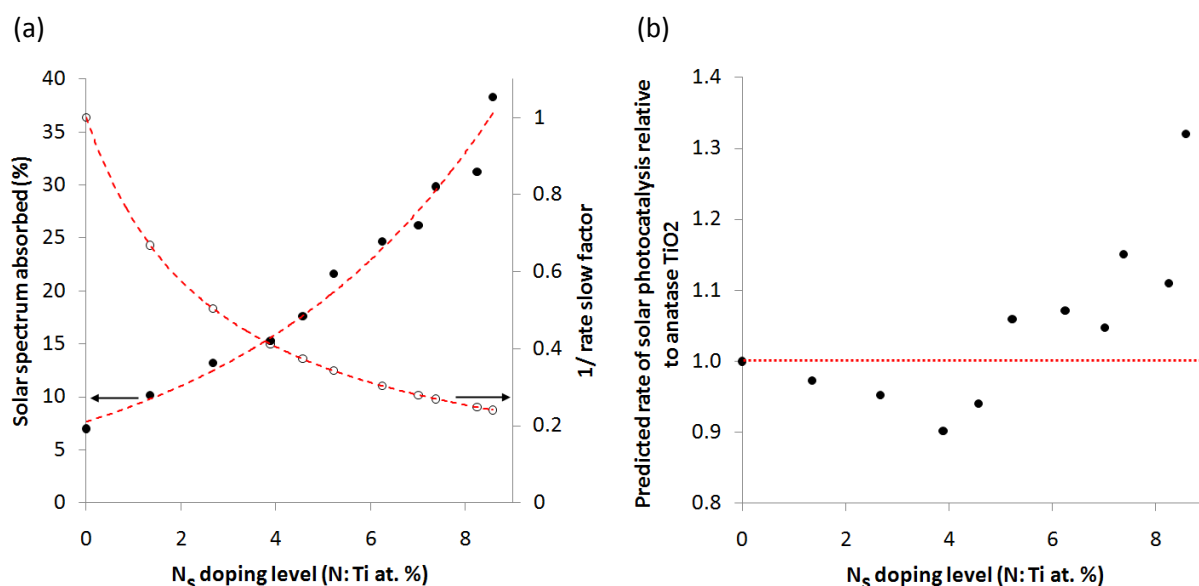 (a)
40
35
30
25
20
15
10
5
0
Solar spectrum absorbed (%)
1
0.8
0.6
0.4
0.2
0
1/ rate slow factor
0 2 4 6 8
NS doping level (N: Ti at. %)
(b)
1.4
1.3
1.2
1.1
1.0
0.9
0.8
Predicted rate of solar photocatalysis relative
to anatase TiO2
0 2 4 6 8
NS doping level (N: Ti at. %)